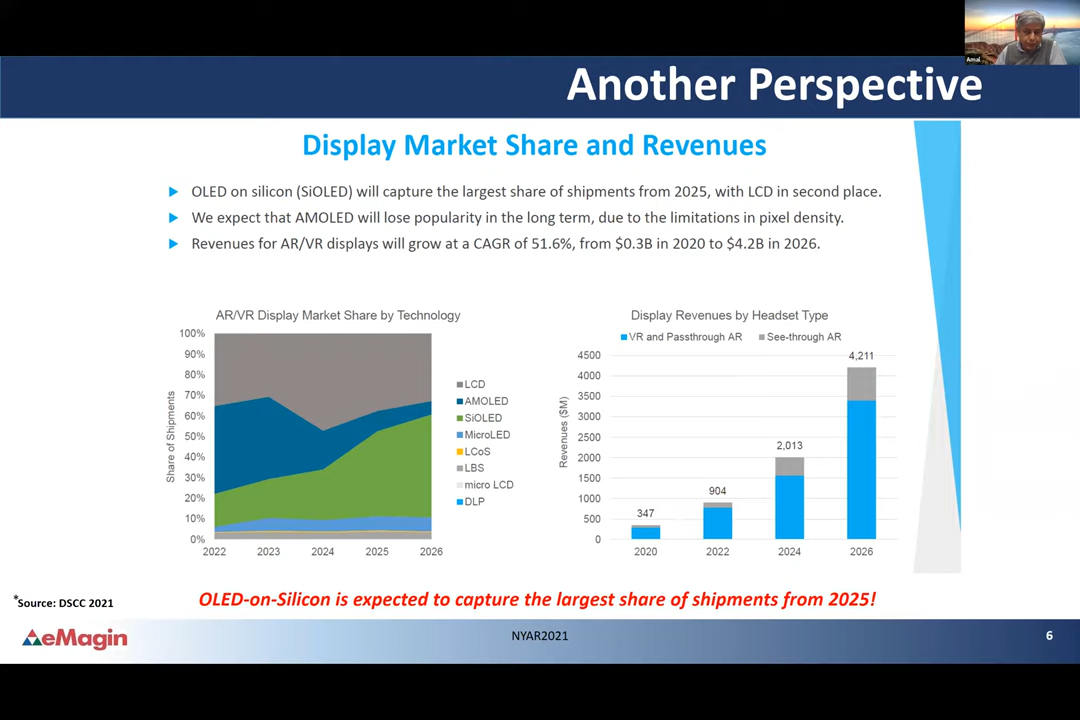 Amal
Another Perspective
Display Market Share and Revenues
OLED on silicon (SiOLED) will capture the largest share of shipments from 2025, with LCD in second place.
We expect that AMOLED will lose popularity in the long term, due to the limitations in pixel density.
Revenues for AR/VR displays will grow at a CAGR of 51.6%, from $0.3B in 2020 to $4.2B in 2026.
AR/VR Display Market Share by Technology
100%
90%
80%
70%
60%
50%
40%
30%
20%
10%
0%
Share of Shipments
2022 2023 2024 2025 2026
LCD
AMOLED
SiOLED
MicroLED
LCoS
LBS
micro LCD
DLP
Display Revenues by Headset Type
VR and Passthrough AR See-through AR
4500
4000
3500
3000
2500
2000
1500
1000
500
0
Revenues ($M)
347
904
2,013
4,211
2020 2022 2024 2026
*Source: DSCC 2021
OLED-on-Silicon is expected to capture the largest share of shipments from 2025!
eMagin
NYAR2021
6